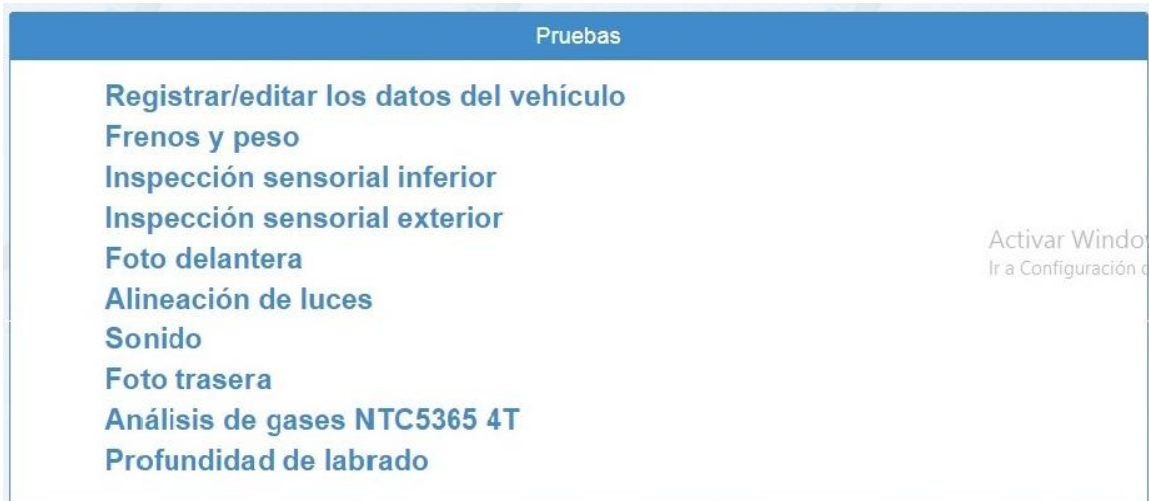 Pruebas
Registrar/editar los datos del vehículo
Frenos y peso
Inspección sensorial inferior
Inspección sensorial exterior
Foto delantera
Activar Window
Ir a Configuración
Alineación de luces
Sonido
Foto trasera
Análisis de gases NTC5365 4T
Profundidad de labrado